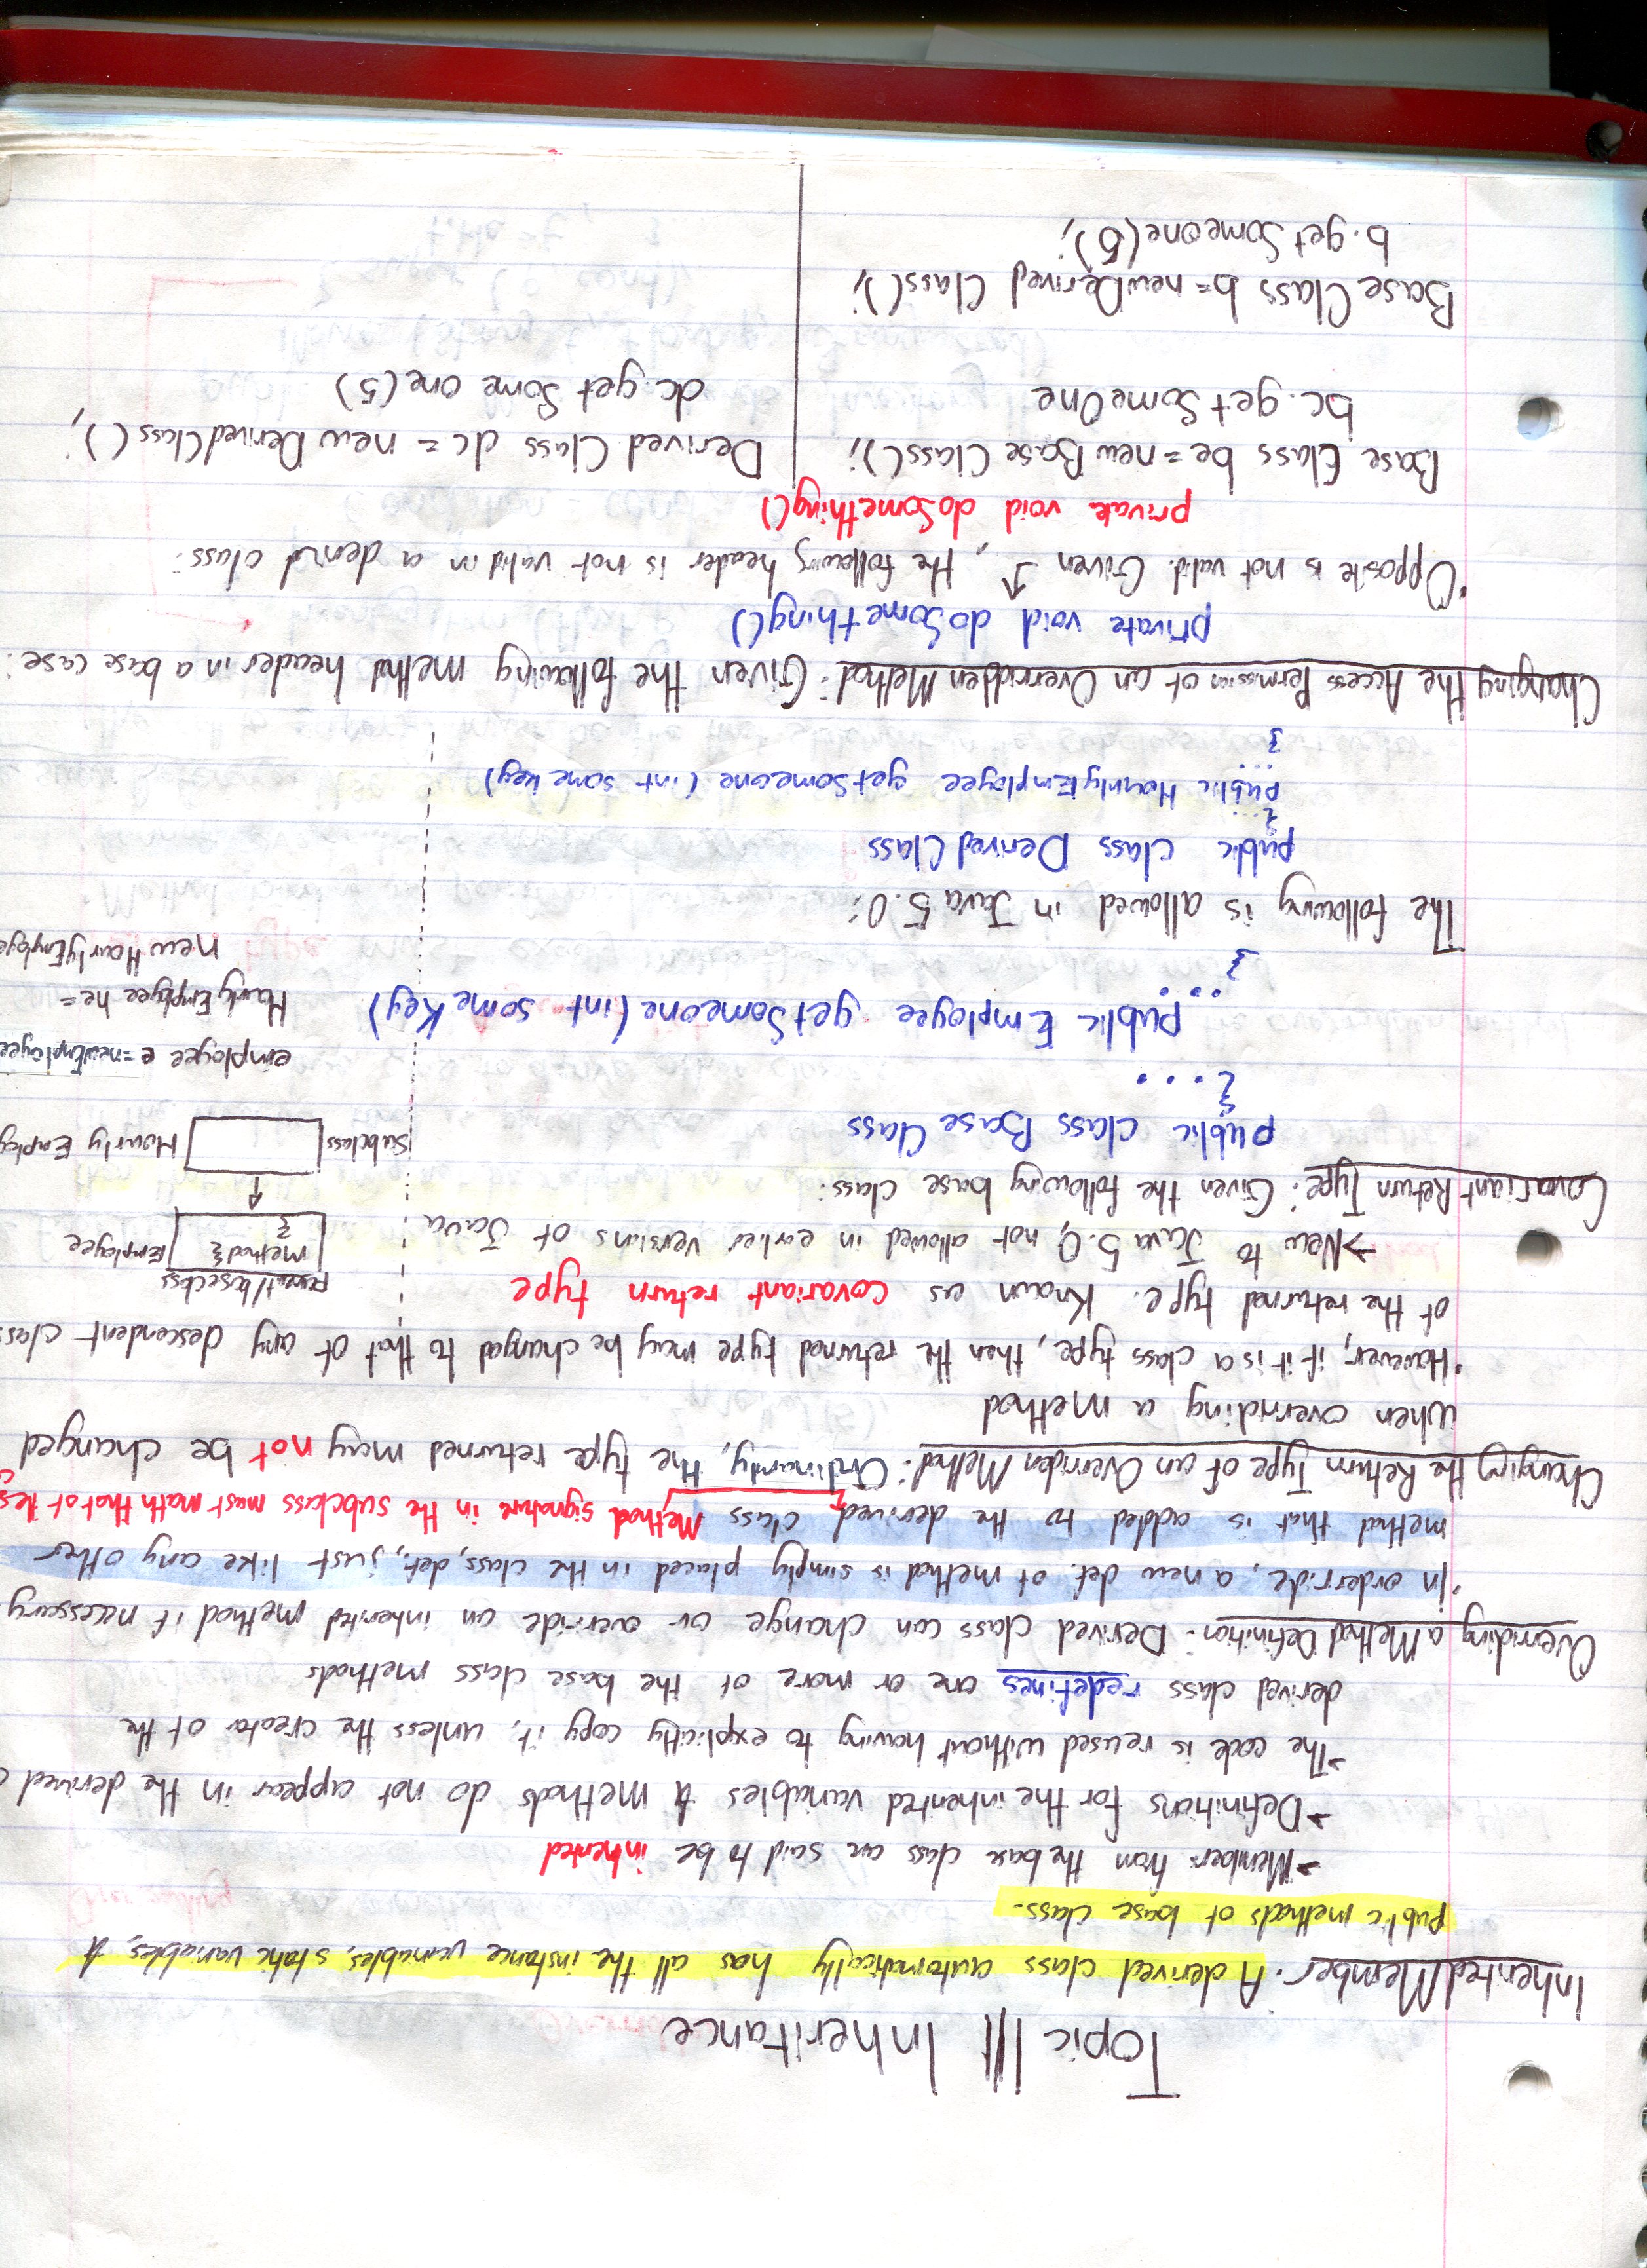 Topic III Inheritance
Inherited Member: A derived class automatically has all the instance variables, static variables, &
public methods of base class.
→Members from the base class are said to be inherited
→Definitions for the inherited variables & methods do not appear in the derived
→The code is reused without having to explicitly copy it, unless the creator of the
derived class redefines one or more of the base class methods
Overriding a Method Definition: Derived class can change or override an inherited method if necessary
•In orderride, a new def. of method is simply placed in the class, def., just like any other
method that is added to the derived class Method signature in the subclass must math that of
Changing the Return Type of an Overriden Method: Ordinarily, the type returned may not be changed
when overriding a method
•However, if it is a class type, then the returned type may be changed to that of any descendent clas
of the returned type. Known as covariant return type
→New to Java 5.0, not allowed in earlier versions of Java
parent/baseclass
method{ }
Employee
Covariant Return Type: Given the following base class:
Subclass
Hourly Employ
public class Base Class
{ ...
employee e = new Employee
public Employee getSomeone (int someKey)
...
}
Hourly Employee he =
new HourlyEmploye
The following is allowed in Java 5.0:
public class Derived Class
{ ...
public HourlyEmployee getSomeone (int some key)
...
}
Changing the Access Permission of an Overridden Method: Given the following method header in a base case:
private void doSomething()
•Opposite is not valid. Given ↑, the following header is not valid in a derived class:
private void doSomething()
Base Class bc = new Base Class();
bc.getSomeOne
Derived Class dc = new DerivedClass();
dc.get Some one (5)
Base Class b = new Derived Class();
b.get Someone (5);